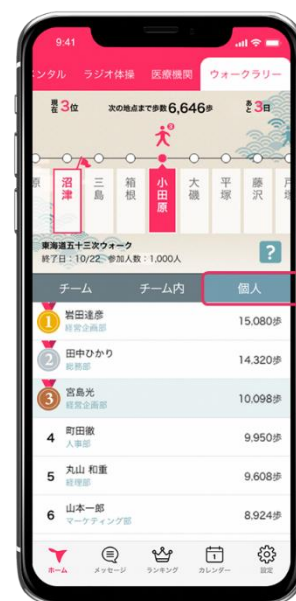 9:41
ンタル ラジオ体操 医療機関 ウォークラリー
現在 3位 次の地点まで歩数 6,646歩 あと 3日
3
原 沼津 三島 箱根 小田原 大磯 平塚 藤沢 戸塚
東海道五十三次ウォーク
終了日：10/22 参加人数：1,000人
?
チーム チーム内 個人
1 岩田達彦 15,080歩
経営企画部
2 田中ひかり 14,320歩
総務部
3 宮島光 10,098歩
経営企画部
4 町田徹 9,950歩
人事部
5 丸山 和重 9,608歩
経理部
6 山本一郎 8,924歩
マーケティング部
1
ホーム メッセージ ランキング カレンダー 設定